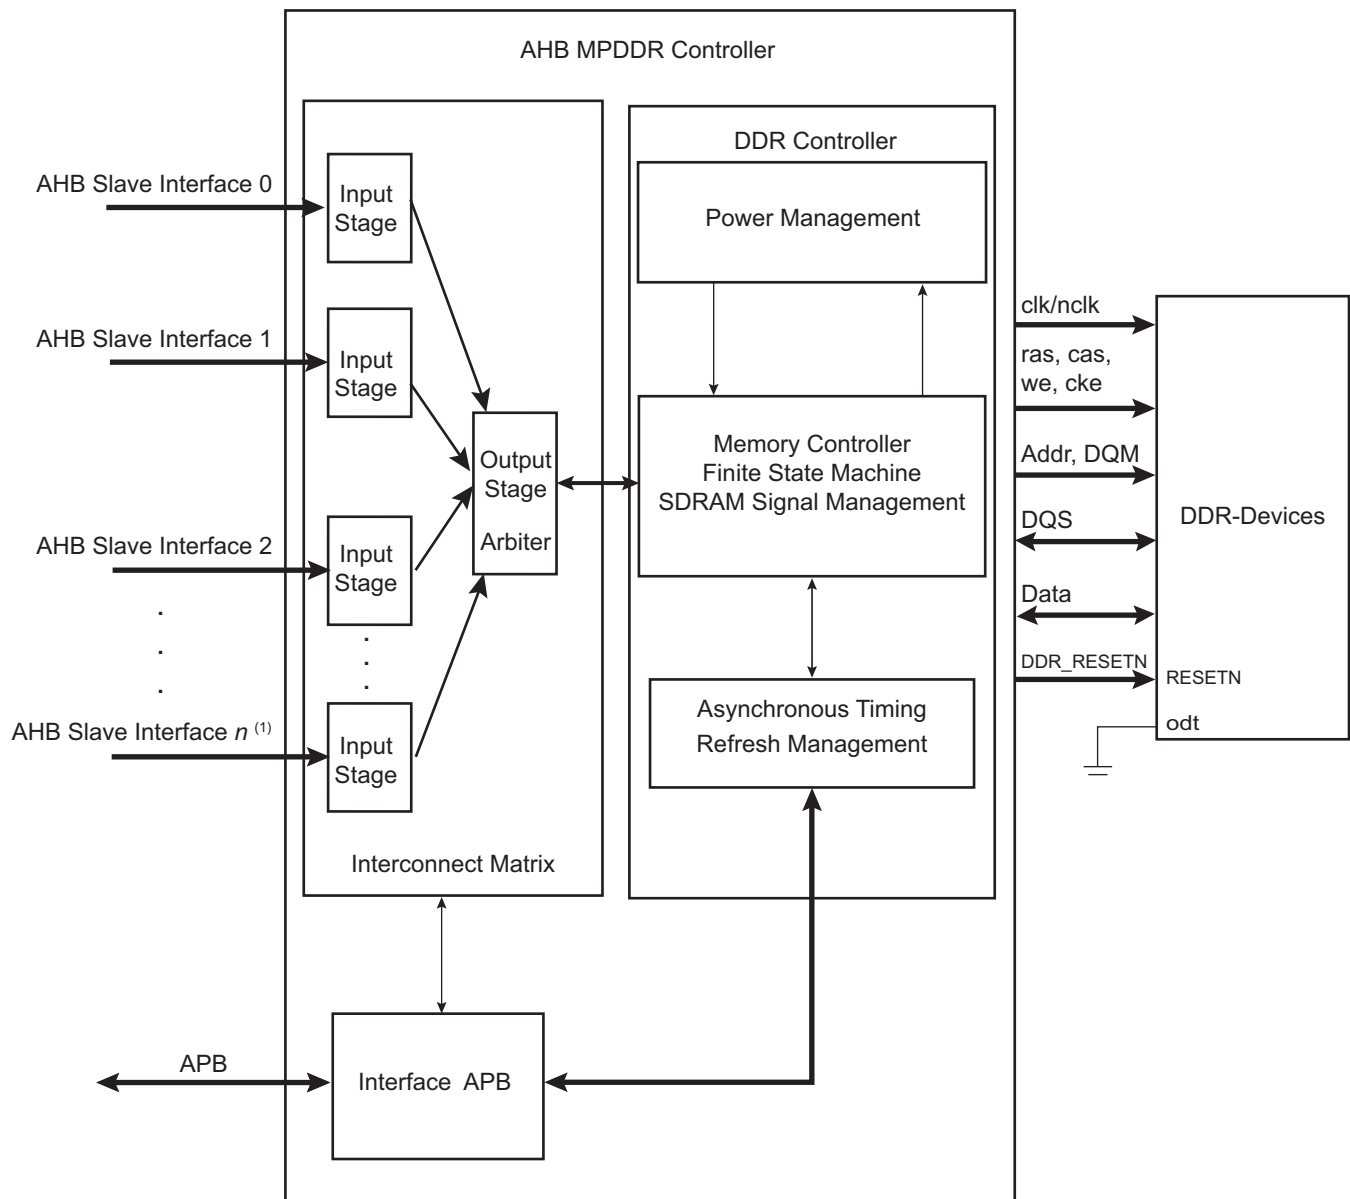 AHB MPDDR Controller
DDR Controller
AHB Slave Interface 0
Input
Stage
Power Management
AHB Slave Interface 1
Input
Stage
Output
Stage
Arbiter
Memory Controller
Finite State Machine
SDRAM Signal Management
AHB Slave Interface 2
Input
Stage
.
.
.
.
.
.
AHB Slave Interface n (1)
Input
Stage
Asynchronous Timing
Refresh Management
Interconnect Matrix
APB
Interface APB
clk/nclk
ras, cas,
we, cke
Addr, DQM
DQS
Data
DDR_RESETN
DDR-Devices
RESETN
odt